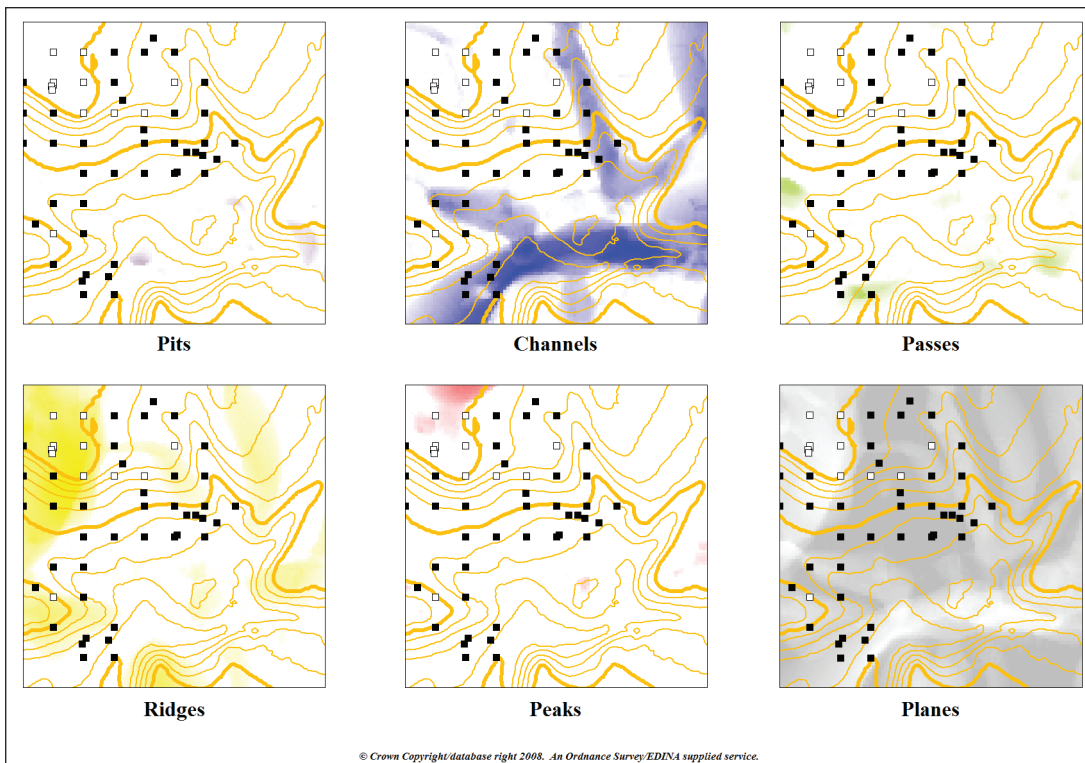 Pits
Channels
Passes
Ridges
Peaks
Planes
© Crown Copyright/database right 2008. An Ordnance Survey/EDINA supplied service.